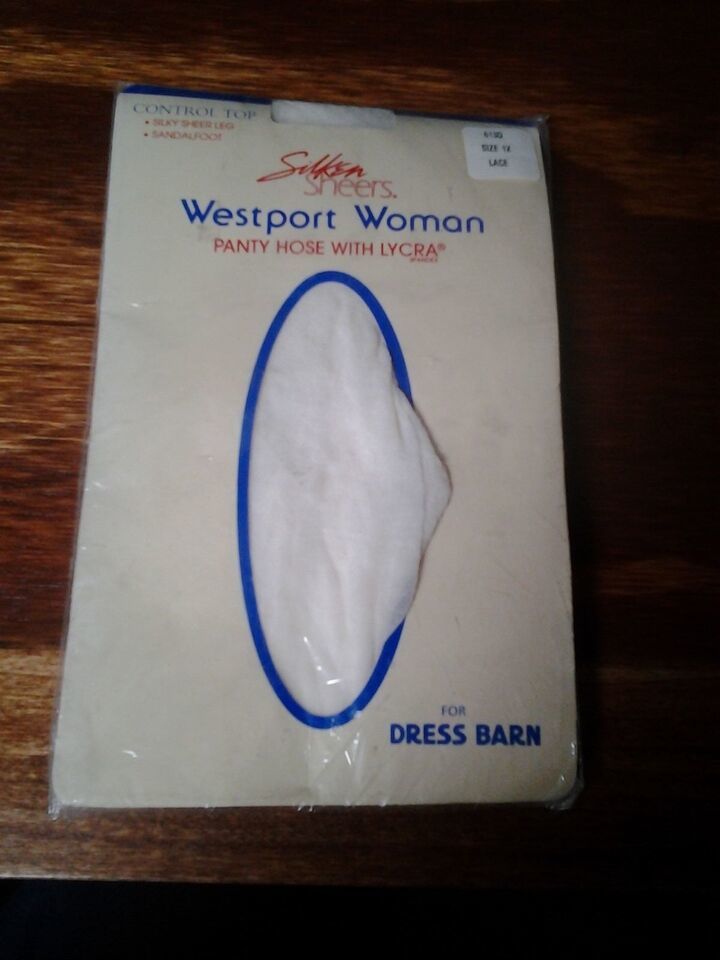 CONTROL TOP
• SILKY SHEER LEG
• SANDALFOOT
SIZE 1X
LACE
Silken
Sheers.
Westport Woman
PANTY HOSE WITH LYCRA®
SPANDEX
FOR
DRESS BARN